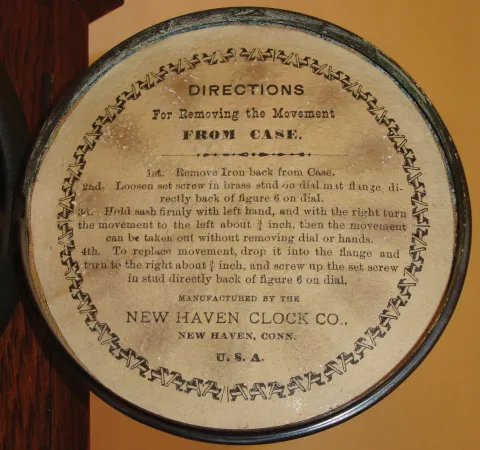 DIRECTIONS
For Removing the Movement
FROM CASE.
1st. Remove Iron back from Case.
2nd. Loosen set screw in brass stud on dial mat flange, di-
rectly back of figure 6 on dial.
3d. Hold sash firmly with left hand, and with the right turn
the movement to the left about ¾ inch, then the movement
can be taken out without removing dial or hands.
4th. To replace movement, drop it into the flange and
turn to the right about ¾ inch, and screw up the set screw
in stud directly back of figure 6 on dial.
MANUFACTURED BY THE
NEW HAVEN CLOCK CO.,
NEW HAVEN, CONN.
U. S. A.